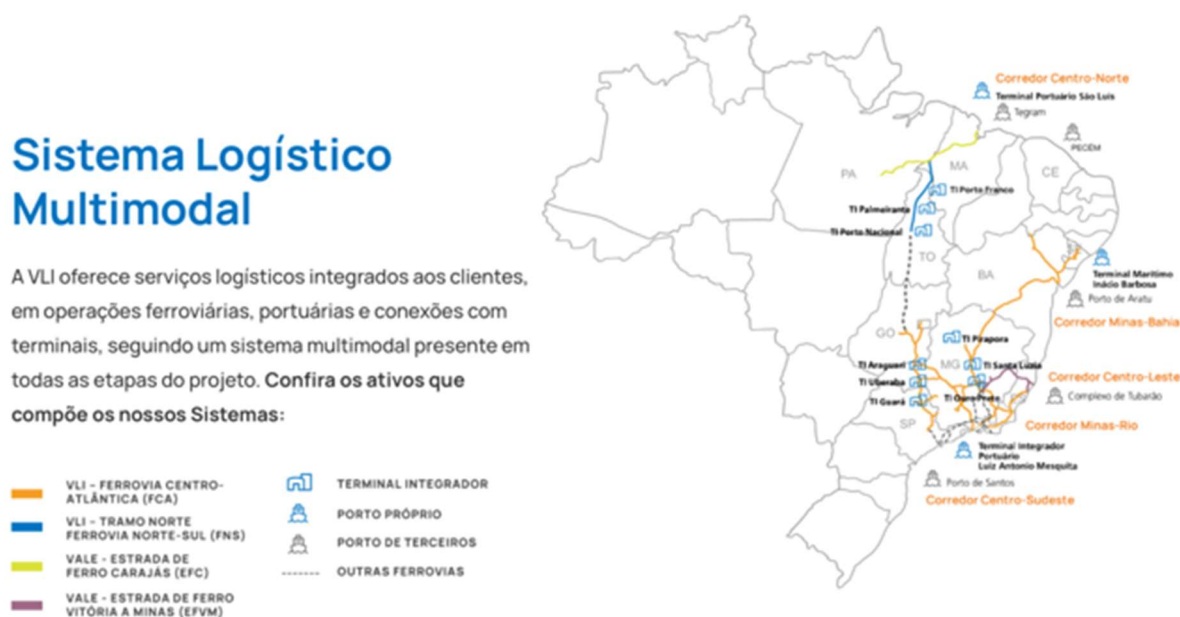 Sistema Logístico
Multimodal
A VLI oferece serviços logísticos integrados aos clientes,
em operações ferroviárias, portuárias e conexões com
terminais, seguindo um sistema multimodal presente em
todas as etapas do projeto. Confira os ativos que
compõe os nossos Sistemas:
VLI – FERROVIA CENTRO-
ATLÂNTICA (FCA)
VLI – TRAMO NORTE
FERROVIA NORTE-SUL (FNS)
VALE - ESTRADA DE
FERRO CARAJÁS (EFC)
VALE - ESTRADA DE FERRO
VITÓRIA A MINAS (EFVM)
TERMINAL INTEGRADOR
PORTO PRÓPRIO
PORTO DE TERCEIROS
OUTRAS FERROVIAS
Corredor Centro-Norte
Terminal Portuário São Luís
Tegram
PECÉM
PA
MA
CE
TI Porto Franco
TI Palmeirante
TI Porto Nacional
TO
BA
Terminal Marítimo
Inácio Barbosa
Porto de Aratu
Corredor Minas-Bahia
GO
TI Pirapora
TI Araguari
MG
TI Santa Luzia
Corredor Centro-Leste
TI Uberaba
Complexo de Tubarão
TI Ouro Preto
TI Guará
SP
Corredor Minas-Rio
Terminal Integrador
Portuário
Luiz Antonio Mesquita
Porto de Santos
Corredor Centro-Sudeste